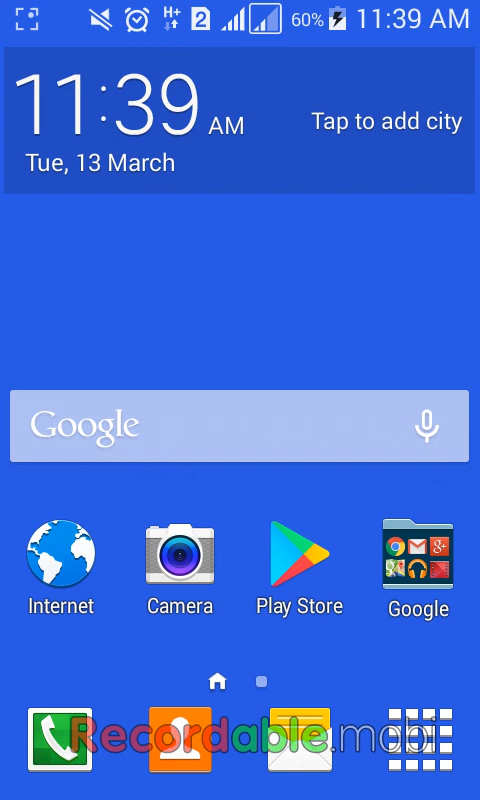 H+ 2 60% 11:39 AM
11:39 AM
Tap to add city
Tue, 13 March
Google
Internet Camera Play Store Google
Recordable.mobi